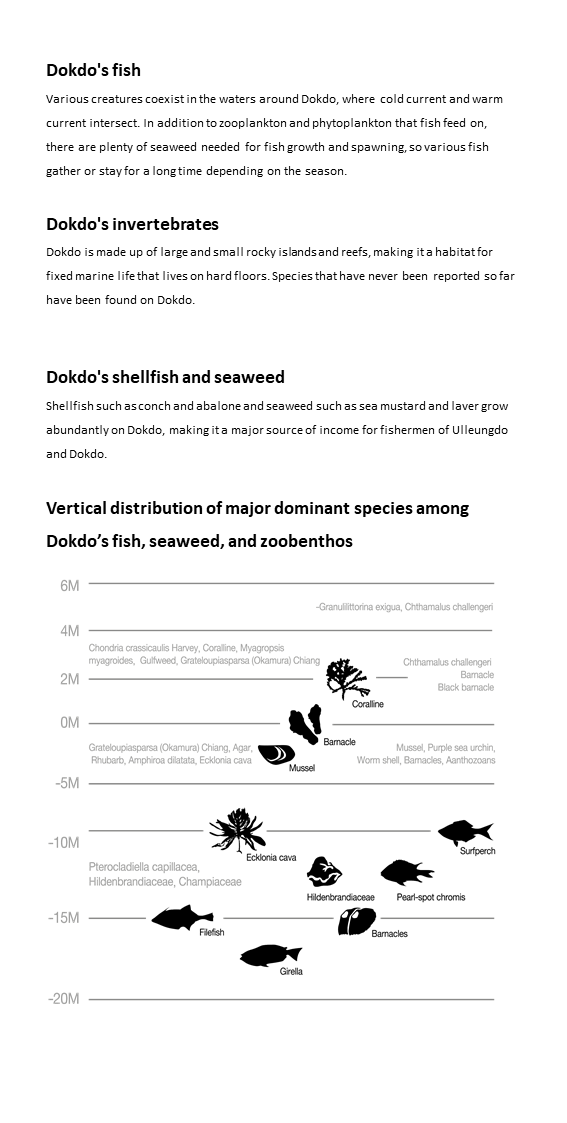 Dokdo's fish
Various creatures coexist in the waters around Dokdo, where cold current and warm
current intersect. In addition to zooplankton and phytoplankton that fish feed on,
there are plenty of seaweed needed for fish growth and spawning, so various fish
gather or stay for a long time depending on the season.
Dokdo's invertebrates
Dokdo is made up of large and small rocky islands and reefs, making it a habitat for
fixed marine life that lives on hard floors. Species that have never been reported so far
have been found on Dokdo.
Dokdo's shellfish and seaweed
Shellfish such as conch and abalone and seaweed such as sea mustard and laver grow
abundantly on Dokdo, making it a major source of income for fishermen of Ulleungdo
and Dokdo.
Vertical distribution of major dominant species among
Dokdo’s fish, seaweed, and zoobenthos
6M
-Granulilittorina exigua, Chthamalus challengeri
4M
Chondria crassicaulis Harvey, Coralline, Myagropsis
myagroides, Gulfweed, Grateloupiasparsa (Okamura) Chiang
Chthamalus challengeri
Barnacle
Black barnacle
2M
Coralline
0M
Barnacle
Grateloupiasparsa (Okamura) Chiang, Agar,
Rhubarb, Amphiroa dilatata, Ecklonia cava
Mussel
Mussel, Purple sea urchin,
Worm shell, Barnacles, Aanthozoans
-5M
-10M
Ecklonia cava
Surfperch
Pterocladiella capillacea,
Hildenbrandiaceae, Champiaceae
Hildenbrandiaceae
Pearl-spot chromis
-15M
Filefish
Barnacles
Girella
-20M